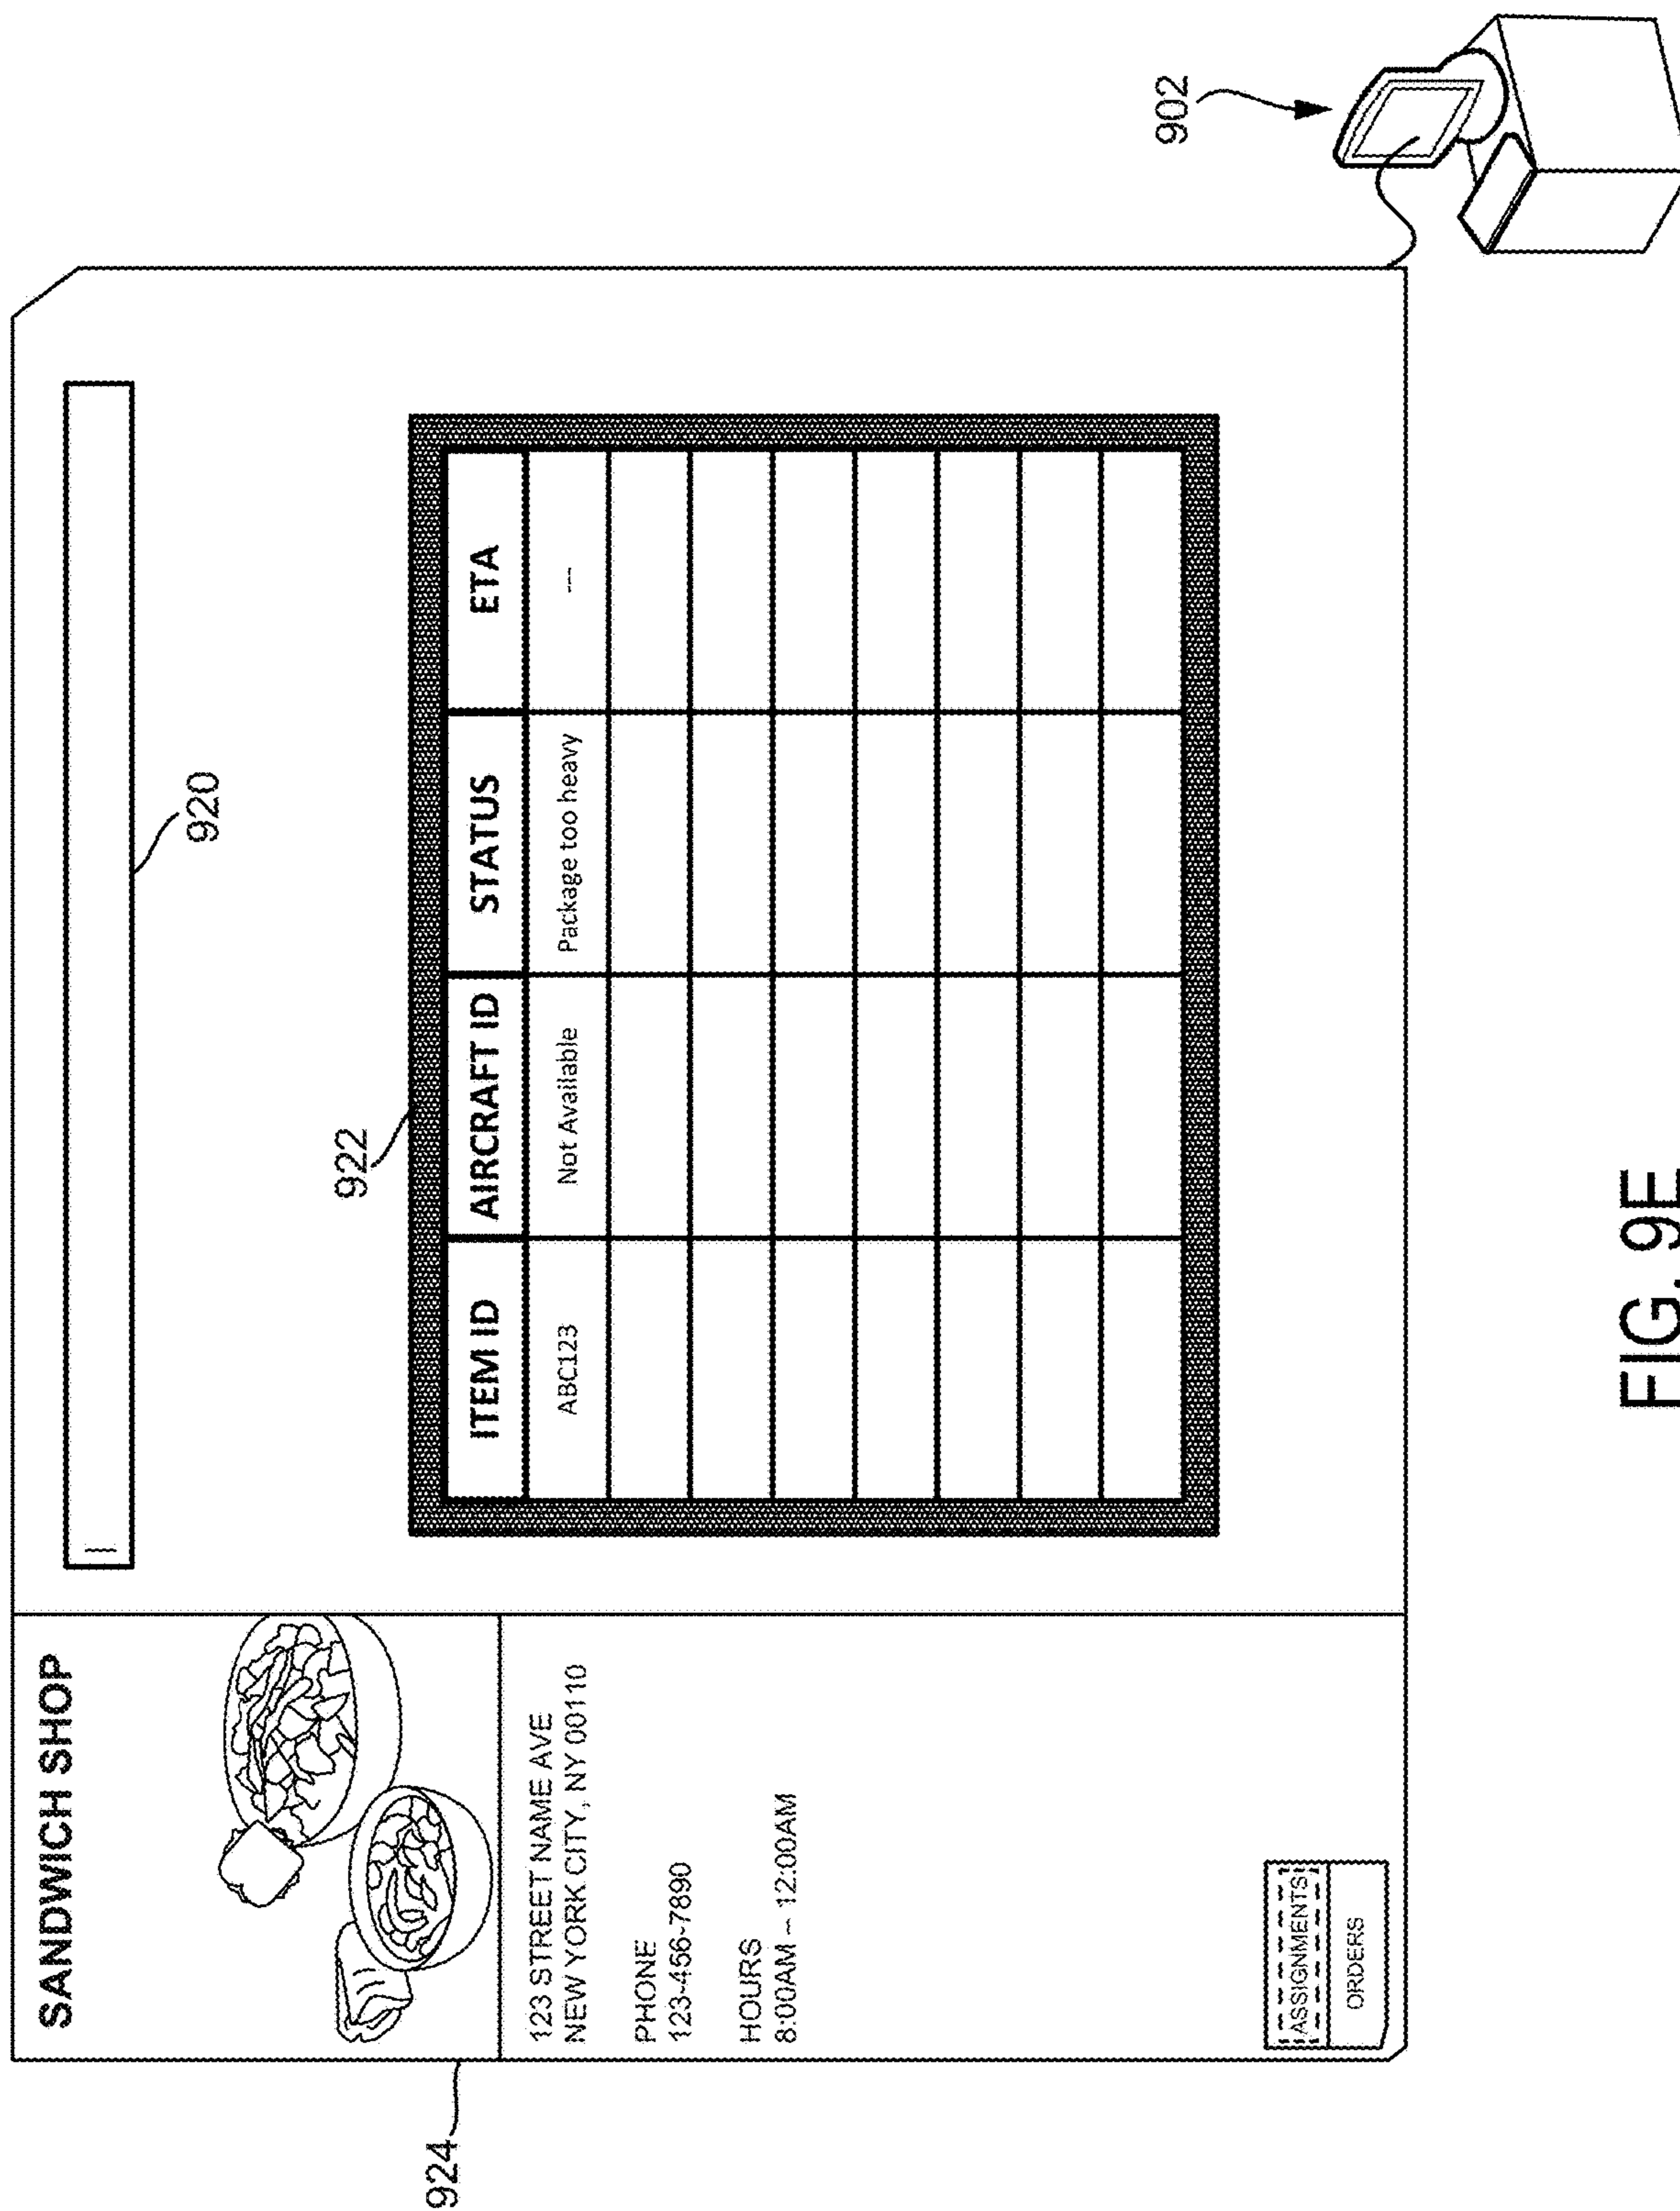 SANDWICH SHOP
924
123 STREET NAME AVE
NEW YORK CITY, NY 00110
PHONE
123-456-7890
HOURS
8:00AM – 12:00AM
ASSIGNMENTS
ORDERS
920
922
ITEM ID AIRCRAFT ID STATUS ETA
ABC123 Not Available Package too heavy ---
902
FIG. 9E